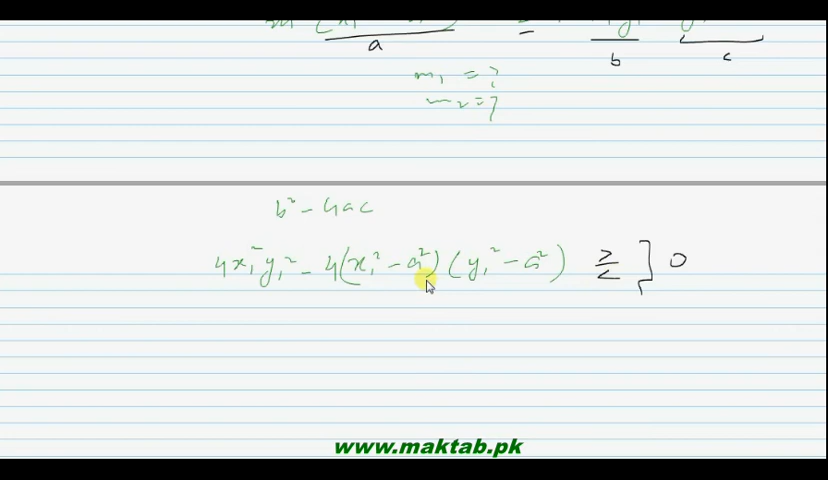 a
b
c
m₁ = ?
m₂ = ?
b² - 4ac
4x₁²y₁² - 4(x₁² - a²)(y₁² - a²) ≥ < } 0
www.maktab.pk